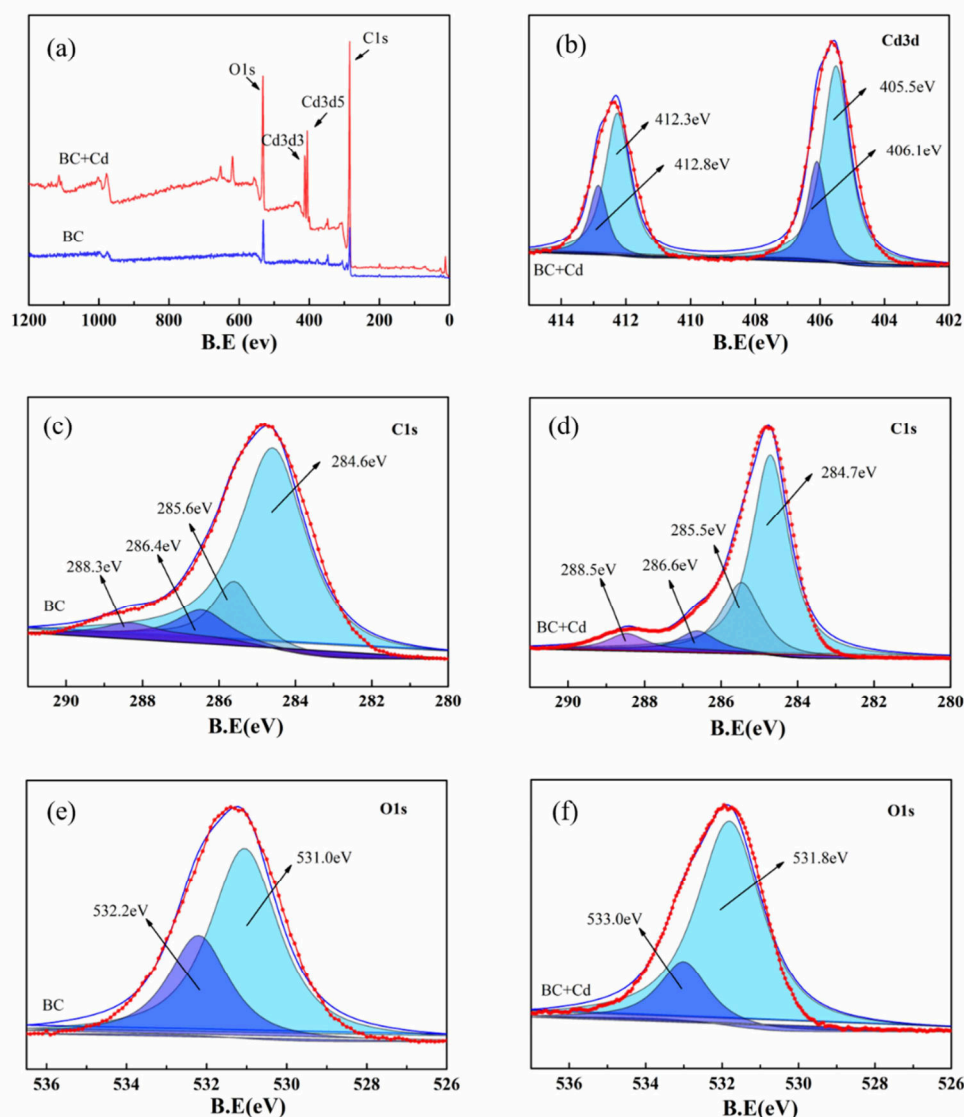 (a)
C1s
O1s
Cd3d5
Cd3d3
BC+Cd
BC
1200 1000 800 600 400 200 0
B.E (ev)
(b)
Cd3d
405.5eV
412.3eV
406.1eV
412.8eV
BC+Cd
414 412 410 408 406 404 402
B.E(eV)
(c)
C1s
284.6eV
285.6eV
286.4eV
288.3eV
BC
290 288 286 284 282 280
B.E(eV)
(d)
C1s
284.7eV
285.5eV
286.6eV
288.5eV
BC+Cd
290 288 286 284 282 280
B.E(eV)
(e)
O1s
531.0eV
532.2eV
BC
536 534 532 530 528 526
B.E(eV)
(f)
O1s
531.8eV
533.0eV
BC+Cd
536 534 532 530 528 526
B.E(eV)